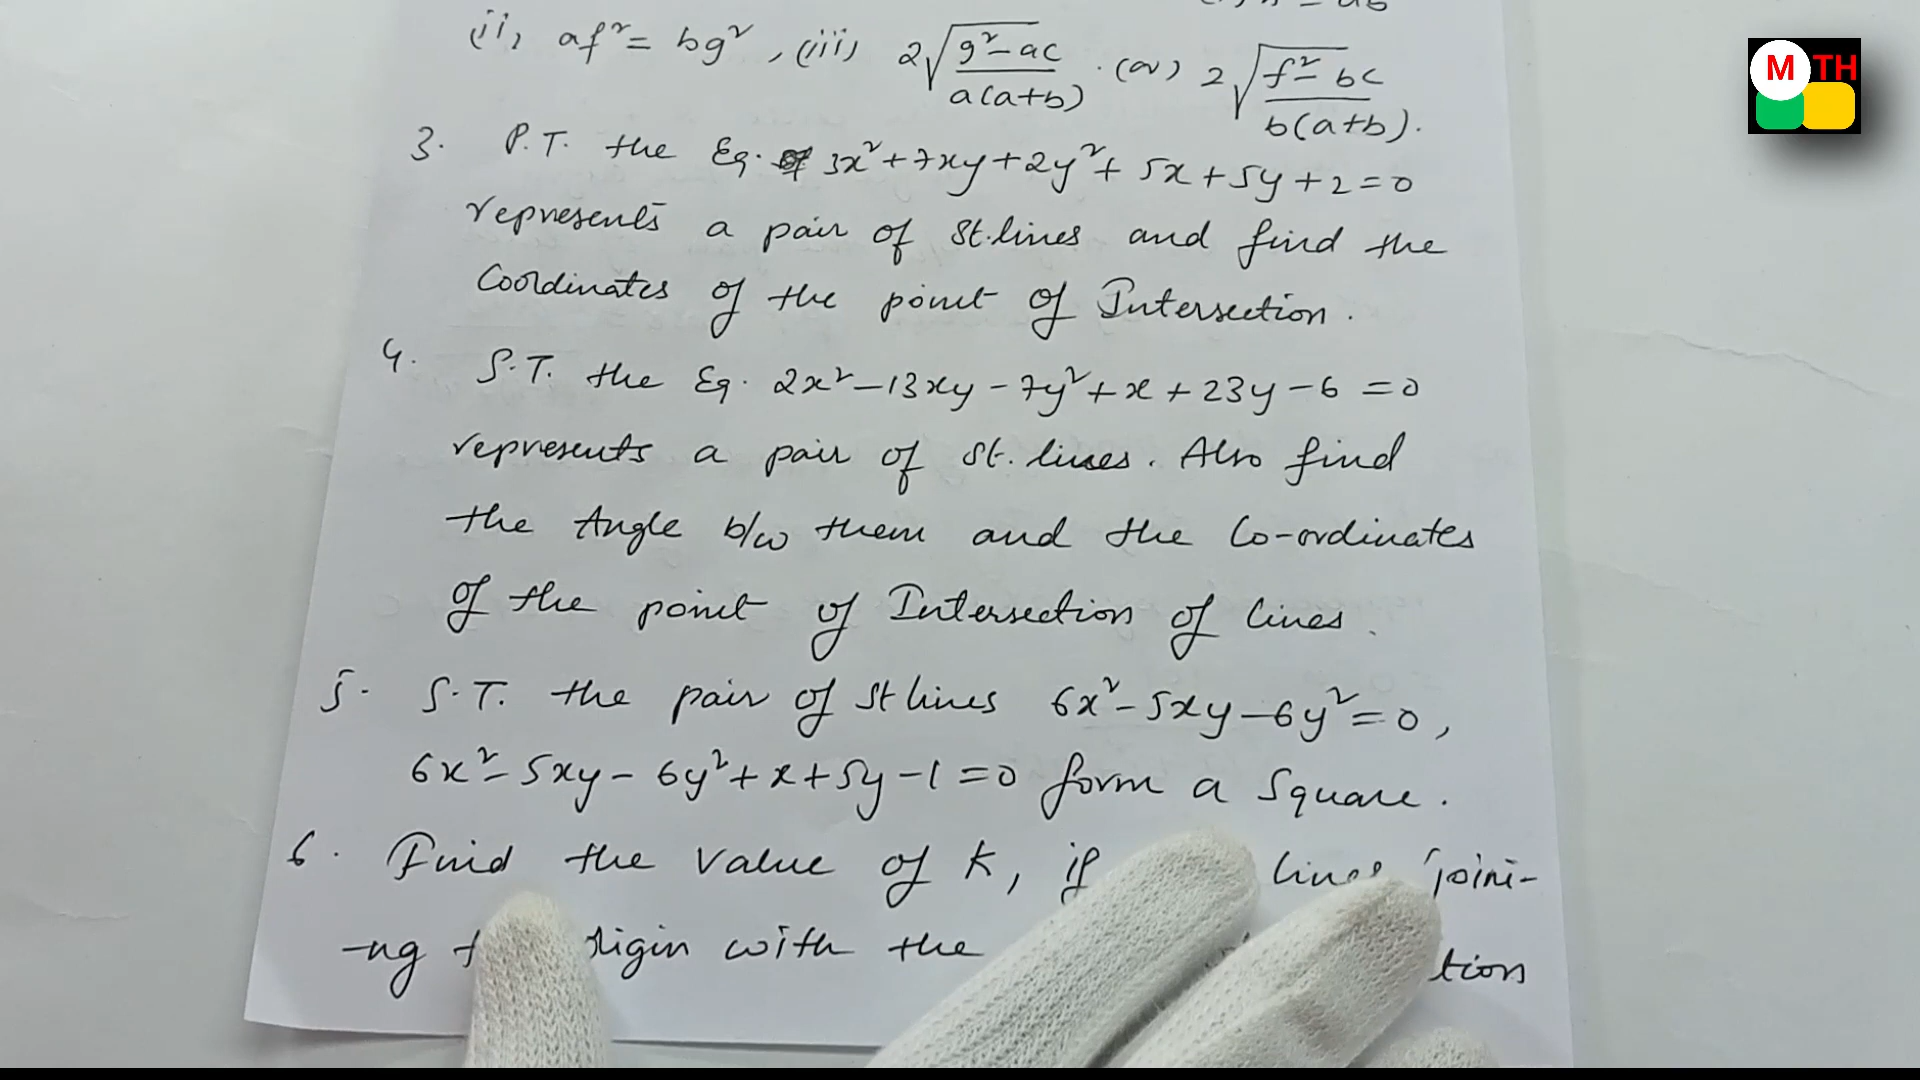 (ii, af² = bg², (iii) 2√(g²-ac)/(a(a+b)) . (or) 2√(f²-bc)/(b(a+b)).
M TH
3. P.T. the Eq. 3x²+7xy+2y²+5x+5y+2=0
represents a pair of St.lines and find the
Coordinates of the point of Intersection.
4. S.T. the Eq. 2x²-13xy-7y²+x+23y-6=0
represents a pair of St. lines. Also find
the Angle b/w them and the Co-ordinates
of the point of Intersection of lines.
5. S.T. the pair of St lines 6x²-5xy-6y²=0,
6x²-5xy-6y²+x+5y-1=0 form a Square.
6. Find the value of K, if lines joini-
-ng with the